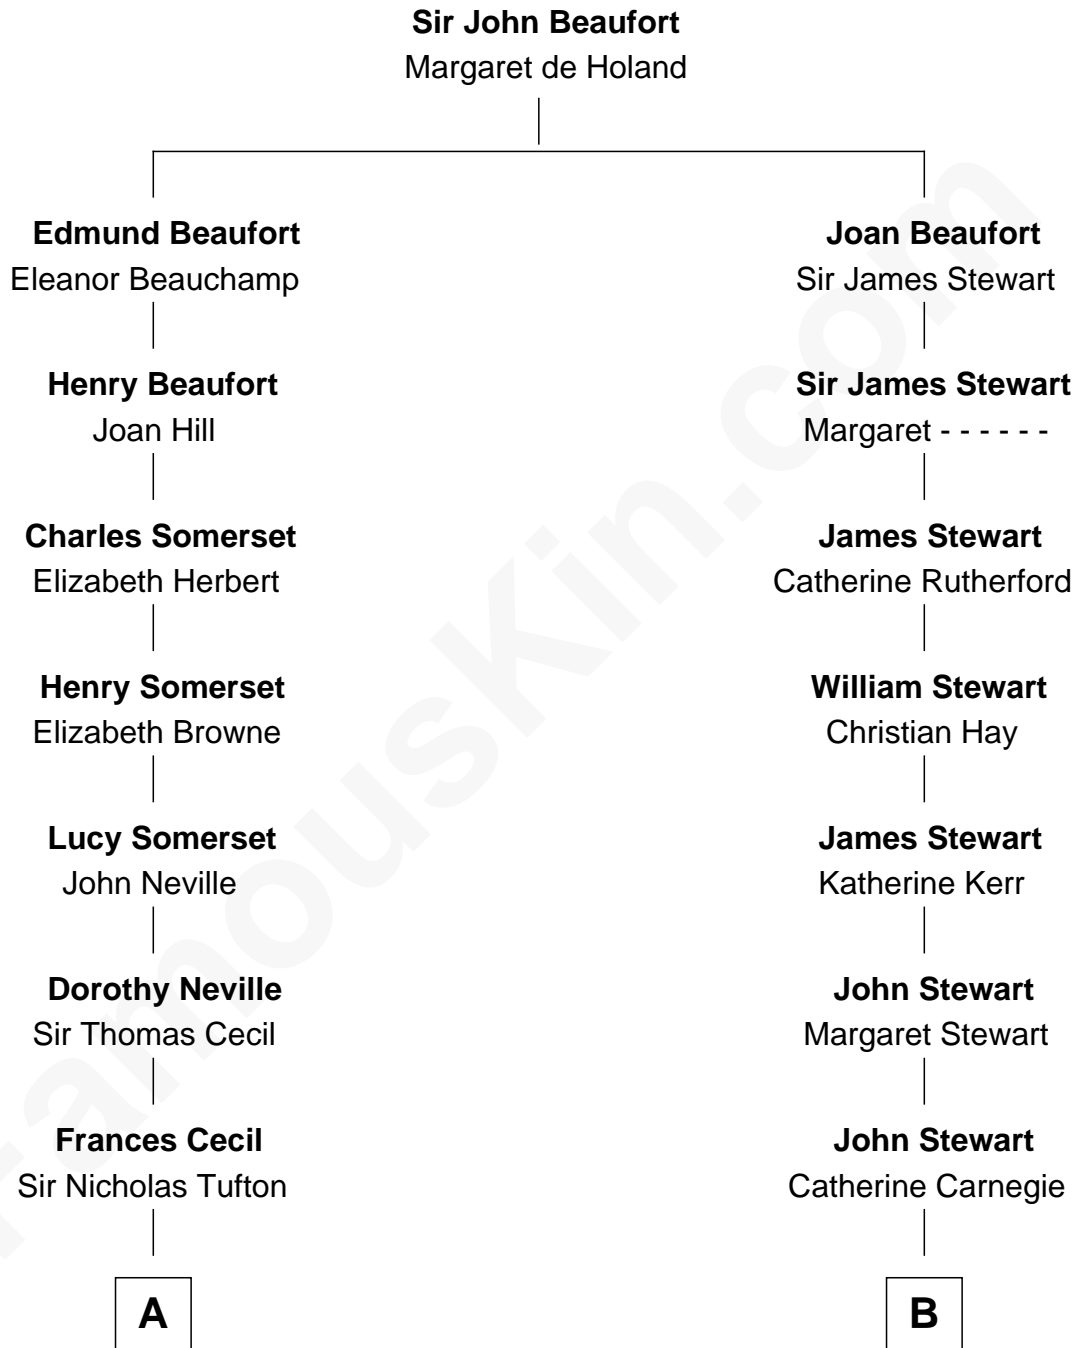 Sir John Beaufort
Margaret de Holand
Edmund Beaufort
Eleanor Beauchamp
Joan Beaufort
Sir James Stewart
Henry Beaufort
Joan Hill
Sir James Stewart
Margaret - - - - - -
Charles Somerset
Elizabeth Herbert
James Stewart
Catherine Rutherford
Henry Somerset
Elizabeth Browne
William Stewart
Christian Hay
Lucy Somerset
John Neville
James Stewart
Katherine Kerr
Dorothy Neville
Sir Thomas Cecil
John Stewart
Margaret Stewart
Frances Cecil
Sir Nicholas Tufton
John Stewart
Catherine Carnegie
A
B
FamousKin.com